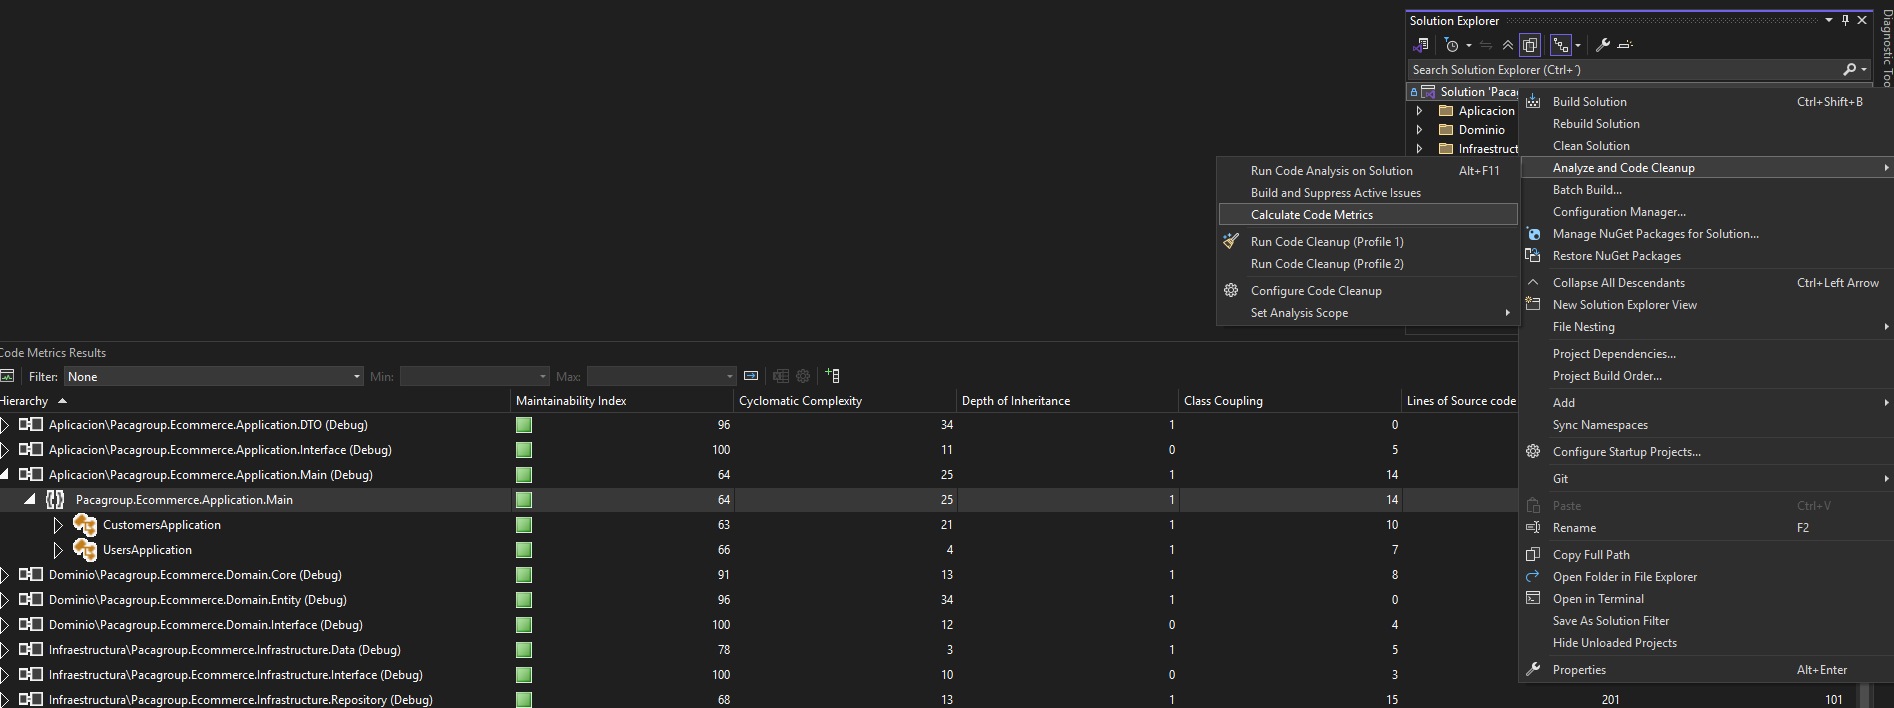 Solution Explorer
Search Solution Explorer (Ctrl+´)
Solution 'Pacag
Aplicacion
Dominio
Infraestruct
Diagnostic Too
Build Solution Ctrl+Shift+B
Rebuild Solution
Clean Solution
Analyze and Code Cleanup
Batch Build...
Configuration Manager...
Manage NuGet Packages for Solution...
Restore NuGet Packages
Collapse All Descendants Ctrl+Left Arrow
New Solution Explorer View
File Nesting
Project Dependencies...
Project Build Order...
Add
Sync Namespaces
Configure Startup Projects...
Git
Paste Ctrl+V
Rename F2
Copy Full Path
Open Folder in File Explorer
Open in Terminal
Save As Solution Filter
Hide Unloaded Projects
Properties Alt+Enter
Run Code Analysis on Solution Alt+F11
Build and Suppress Active Issues
Calculate Code Metrics
Run Code Cleanup (Profile 1)
Run Code Cleanup (Profile 2)
Configure Code Cleanup
Set Analysis Scope
Code Metrics Results
Filter: None Min: Max:
Hierarchy Maintainability Index Cyclomatic Complexity Depth of Inheritance Class Coupling Lines of Source code
Aplicacion\Pacagroup.Ecommerce.Application.DTO (Debug) 96 34 1 0
Aplicacion\Pacagroup.Ecommerce.Application.Interface (Debug) 100 11 0 5
Aplicacion\Pacagroup.Ecommerce.Application.Main (Debug) 64 25 1 14
Pacagroup.Ecommerce.Application.Main 64 25 1 14
CustomersApplication 63 21 1 10
UsersApplication 66 4 1 7
Dominio\Pacagroup.Ecommerce.Domain.Core (Debug) 91 13 1 8
Dominio\Pacagroup.Ecommerce.Domain.Entity (Debug) 96 34 1 0
Dominio\Pacagroup.Ecommerce.Domain.Interface (Debug) 100 12 0 4
Infraestructura\Pacagroup.Ecommerce.Infrastructure.Data (Debug) 78 3 1 5
Infraestructura\Pacagroup.Ecommerce.Infrastructure.Interface (Debug) 100 10 0 3
Infraestructura\Pacagroup.Ecommerce.Infrastructure.Repository (Debug) 68 13 1 15 201 101